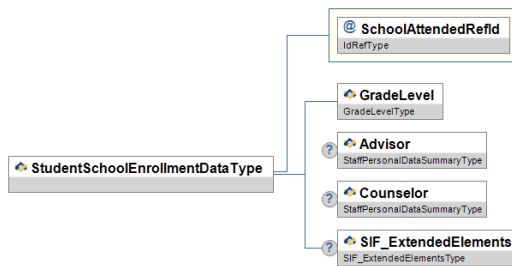 @ SchoolAttendedRefId
IdRefType
GradeLevel
GradeLevelType
? Advisor
StaffPersonalDataSummaryType
StudentSchoolEnrollmentDataType
? Counselor
StaffPersonalDataSummaryType
? SIF_ExtendedElements
SIF_ExtendedElementsType